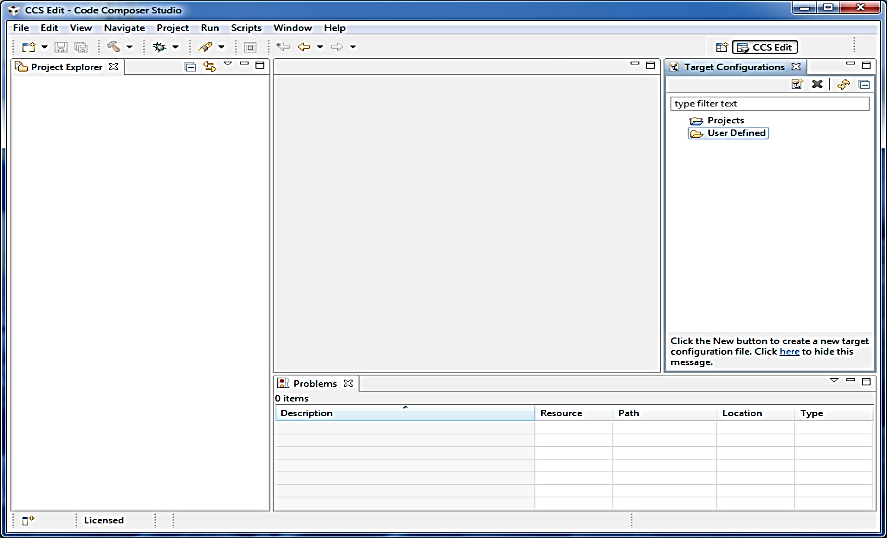 CCS Edit - Code Composer Studio
File Edit View Navigate Project Run Scripts Window Help
CCS Edit
Project Explorer
Target Configurations
type filter text
Projects
User Defined
Click the New button to create a new target
configuration file. Click here to hide this
message.
Problems
0 items
Description Resource Path Location Type
Licensed